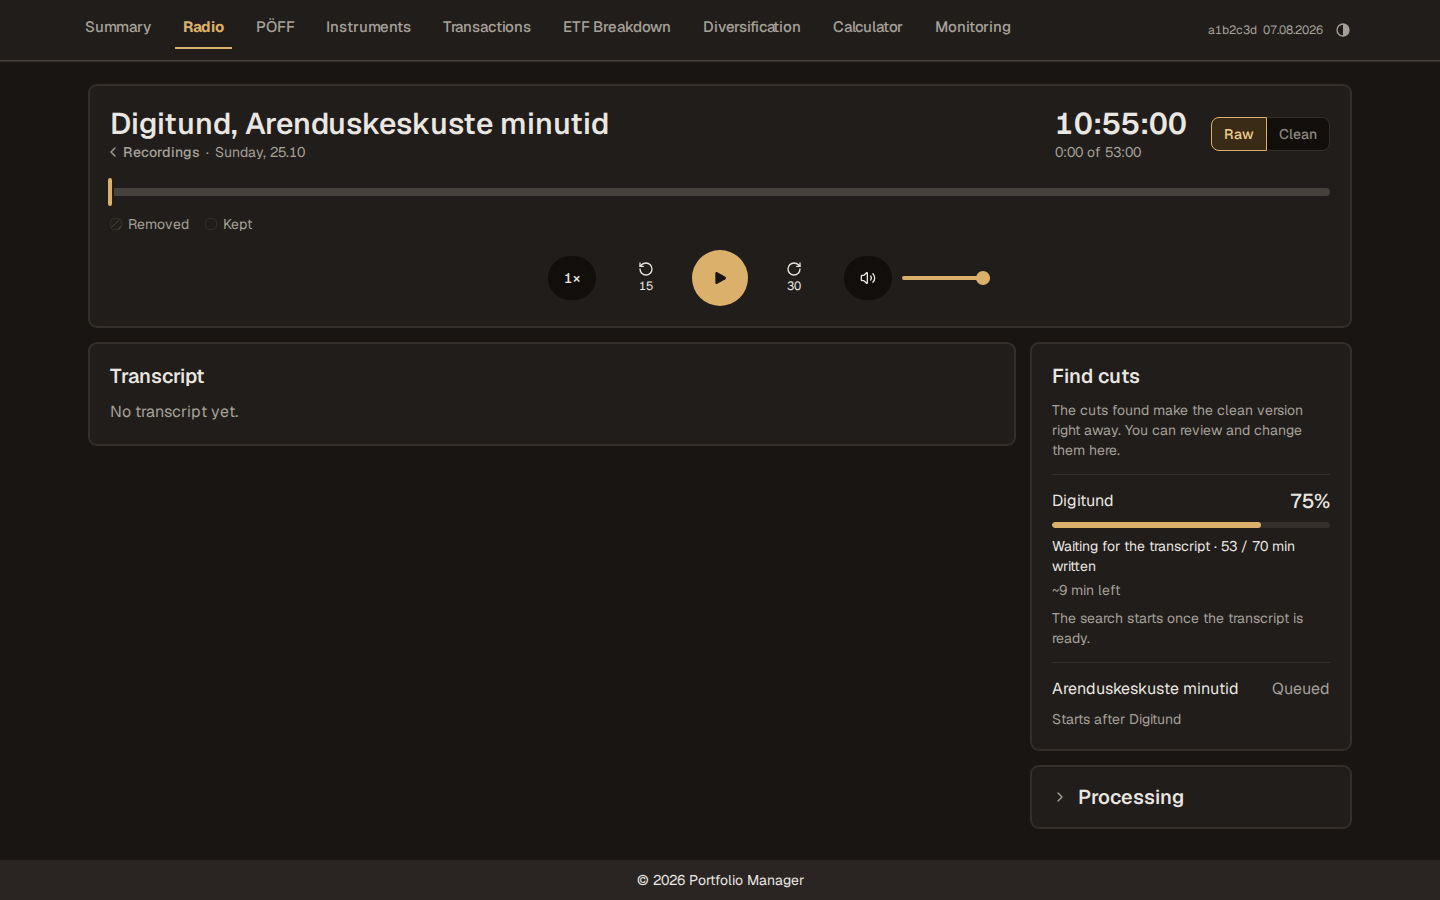 Summary Radio PÖFF Instruments Transactions ETF Breakdown Diversification Calculator Monitoring a1b2c3d 07.08.2026
Digitund, Arenduskeskuste minutid
Recordings · Sunday, 25.10
10:55:00
0:00 of 53:00
Raw Clean
Removed Kept
1× 15 30
Transcript
No transcript yet.
Find cuts
The cuts found make the clean version
right away. You can review and change
them here.
Digitund 75%
Waiting for the transcript · 53 / 70 min
written
~9 min left
The search starts once the transcript is
ready.
Arenduskeskuste minutid Queued
Starts after Digitund
Processing
© 2026 Portfolio Manager